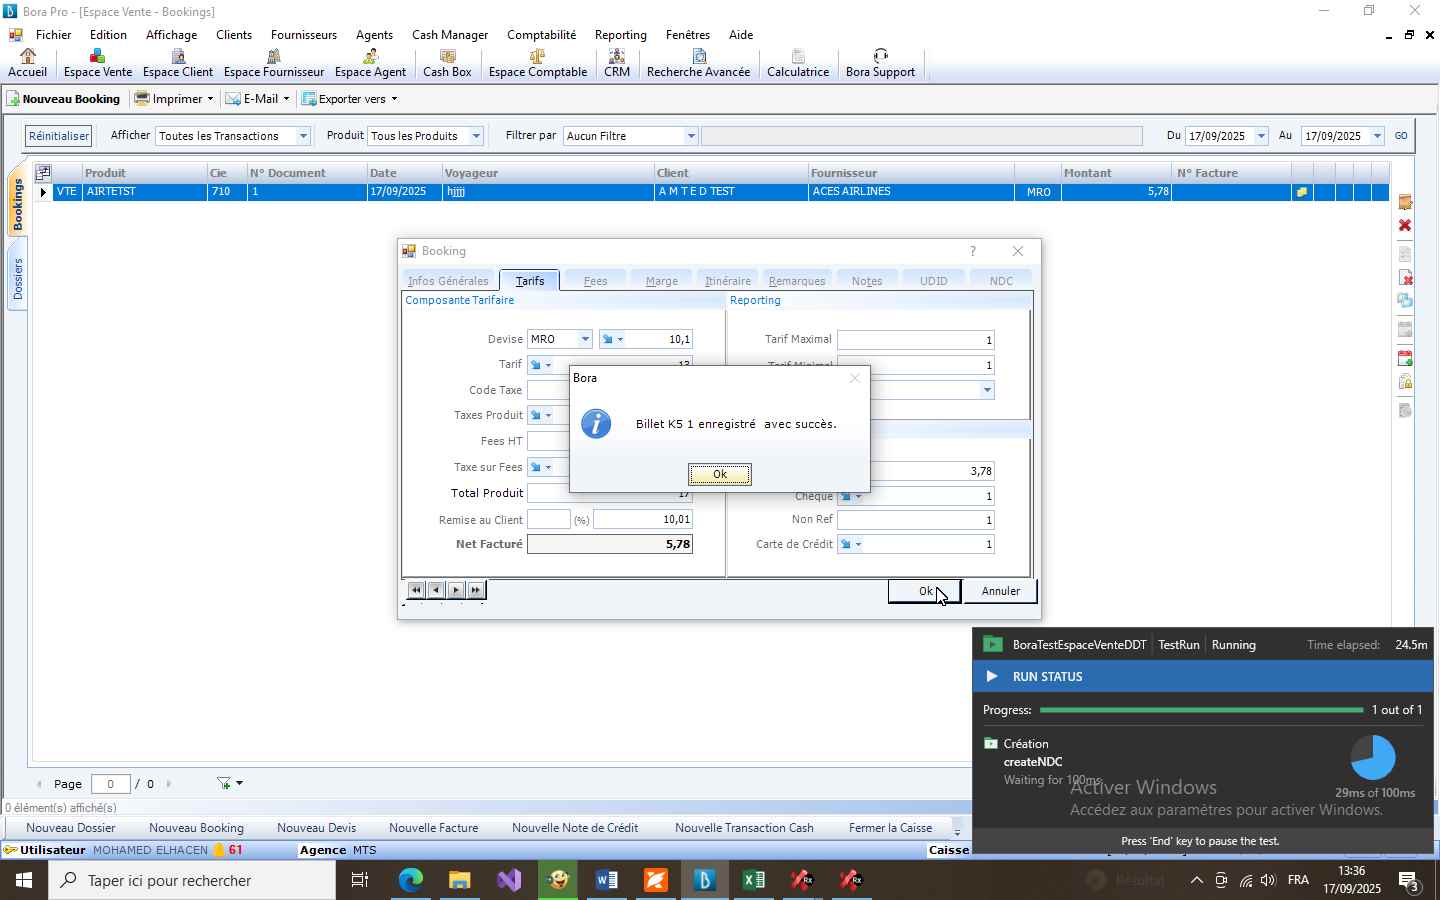 Bora Pro - [Espace Vente - Bookings]
Fichier Edition Affichage Clients Fournisseurs Agents Cash Manager Comptabilité Reporting Fenêtres Aide
Accueil Espace Vente Espace Client Espace Fournisseur Espace Agent Cash Box Espace Comptable CRM Recherche Avancée Calculatrice Bora Support
Nouveau Booking Imprimer E-Mail Exporter vers
Réinitialiser Afficher Toutes les Transactions Produit Tous les Produits Filtrer par Aucun Filtre Du 17/09/2025 Au 17/09/2025 GO
Bookings
Dossiers
Produit Cie N° Document Date Voyageur Client Fournisseur Montant N° Facture
VTE AIRTETST 710 1 17/09/2025 hjjjj A M T E D TEST ACES AIRLINES MRO 5,78
Booking ?
Infos Générales Tarifs Fees Marge Itinéraire Remarques Notes UDID NDC
Composante Tarifaire Reporting
Devise MRO 10,1 Tarif Maximal 1
Tarif 13 Tarif Minimal 1
Code Taxe
Taxes Produit
Fees HT
Taxe sur Fees 3,78
Total Produit 17 Chèque 1
Remise au Client (%) 10,01 Non Ref 1
Net Facturé 5,78 Carte de Crédit 1
Ok Annuler
Bora
Billet K5 1 enregistré avec succès.
Ok
BoraTestEspaceVenteDDT TestRun Running Time elapsed: 24.5m
RUN STATUS
Progress: 1 out of 1
Création
createNDC
Waiting for 100ms
29ms of 100ms
Activer Windows
Accédez aux paramètres pour activer Windows.
Press 'End' key to pause the test.
Page 0 / 0
0 élément(s) affiché(s)
Nouveau Dossier Nouveau Booking Nouveau Devis Nouvelle Facture Nouvelle Note de Crédit Nouvelle Transaction Cash Fermer la Caisse
Utilisateur MOHAMED ELHACEN 61 Agence MTS Caisse
Taper ici pour rechercher
Résultat
FRA
13:36
17/09/2025
3